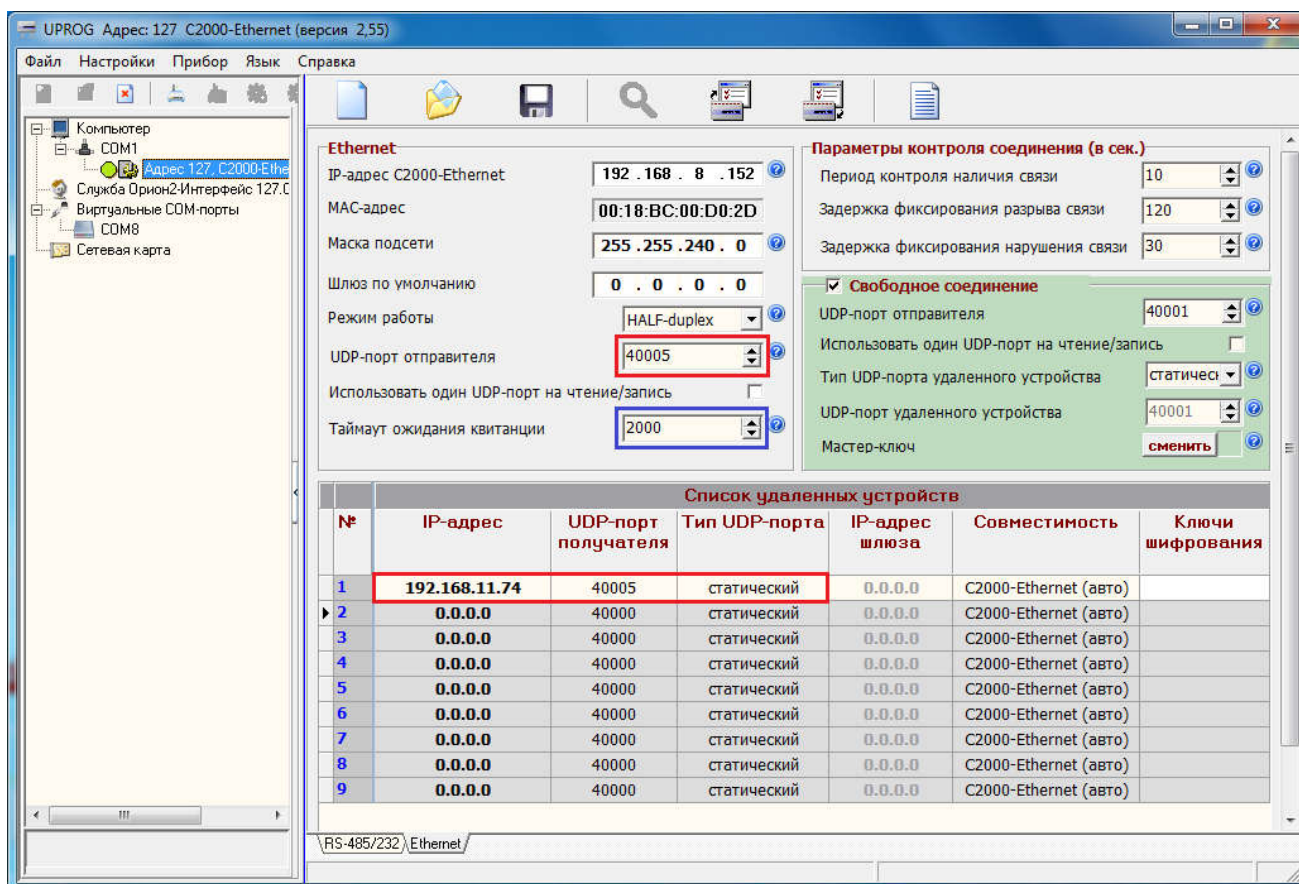 UPROG Адрес: 127 С2000-Ethernet (версия 2,55)
Файл Настройки Прибор Язык Справка
Компьютер
COM1
Адрес 127, С2000-Ethe
Служба Орион2-Интерфейс 127.0
Виртуальные COM-порты
COM8
Сетевая карта
Ethernet
IP-адрес С2000-Ethernet 192 .168 . 8 .152
MAC-адрес 00:18:BC:00:D0:2D
Маска подсети 255 .255 .240 . 0
Шлюз по умолчанию 0 . 0 . 0 . 0
Режим работы HALF-duplex
UDP-порт отправителя 40005
Использовать один UDP-порт на чтение/запись
Таймаут ожидания квитанции 2000
Параметры контроля соединения (в сек.)
Период контроля наличия связи 10
Задержка фиксирования разрыва связи 120
Задержка фиксирования нарушения связи 30
Свободное соединение
UDP-порт отправителя 40001
Использовать один UDP-порт на чтение/запись
Тип UDP-порта удаленного устройства статичесн
UDP-порт удаленного устройства 40001
Мастер-ключ сменить
Список удаленных устройств
№ IP-адрес UDP-порт получателя Тип UDP-порта IP-адрес шлюза Совместимость Ключи шифрования
1 192.168.11.74 40005 статический 0.0.0.0 С2000-Ethernet (авто)
2 0.0.0.0 40000 статический 0.0.0.0 С2000-Ethernet (авто)
3 0.0.0.0 40000 статический 0.0.0.0 С2000-Ethernet (авто)
4 0.0.0.0 40000 статический 0.0.0.0 С2000-Ethernet (авто)
5 0.0.0.0 40000 статический 0.0.0.0 С2000-Ethernet (авто)
6 0.0.0.0 40000 статический 0.0.0.0 С2000-Ethernet (авто)
7 0.0.0.0 40000 статический 0.0.0.0 С2000-Ethernet (авто)
8 0.0.0.0 40000 статический 0.0.0.0 С2000-Ethernet (авто)
9 0.0.0.0 40000 статический 0.0.0.0 С2000-Ethernet (авто)
RS-485/232 Ethernet